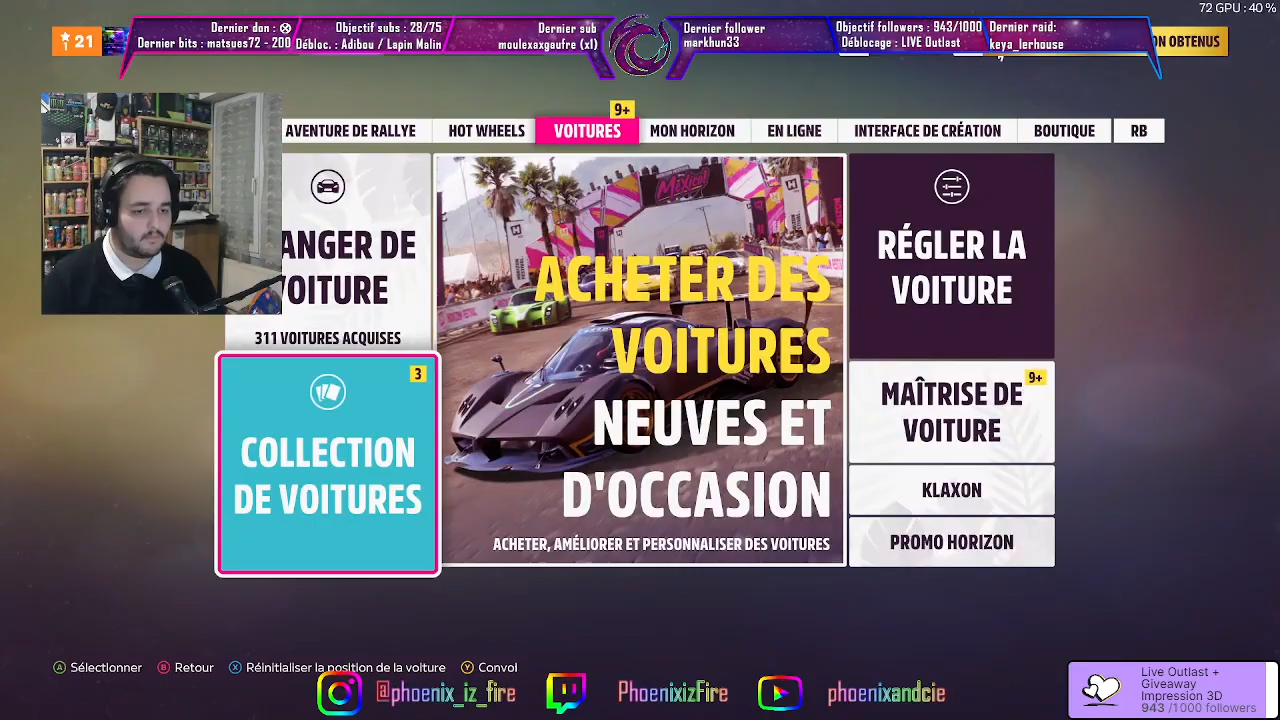 72 GPU : 40 %
21
Dernier don : ⊗
Dernier bits : matsues72 - 200
Objectif subs : 28/75
Débloc. : Adibou / Lapin Malin
Dernier sub
moulexaxgaufre (x1)
Dernier follower
markhun33
Objectif followers : 943/1000
Déblocage : LIVE Outlast
Dernier raid:
keya_lerhouse
ON OBTENUS
9+
AVENTURE DE RALLYE
HOT WHEELS
VOITURES
MON HORIZON
EN LIGNE
INTERFACE DE CRÉATION
BOUTIQUE
RB
ANGER DE
VOITURE
311 VOITURES ACQUISES
3
COLLECTION
DE VOITURES
México!
ACHETER DES
VOITURES
NEUVES ET
D'OCCASION
ACHETER, AMÉLIORER ET PERSONNALISER DES VOITURES
RÉGLER LA
VOITURE
9+
MAÎTRISE DE
VOITURE
KLAXON
PROMO HORIZON
A Sélectionner
B Retour
X Réinitialiser la position de la voiture
Y Convoi
@phoenix_iz_fire
PhoenixizFire
phoenixandcie
Live Outlast +
Giveaway
Impression 3D
943 /1000 followers